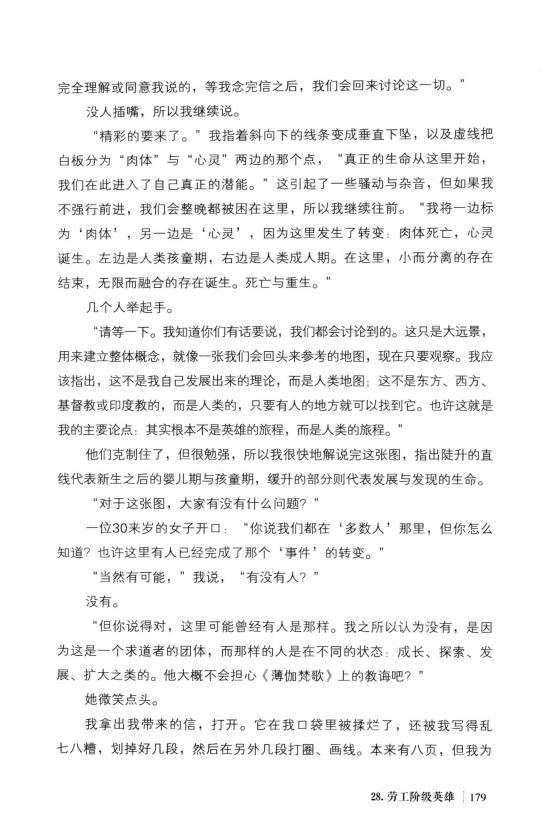 完全理解或同意我说的，等我念完信之后，我们会回来讨论这一切。”
没人插嘴，所以我继续说。
“精彩的要来了。”我指着斜向下的线条变成垂直下坠，以及虚线把
白板分为“肉体”与“心灵”两边的那个点，“真正的生命从这里开始，
我们在此进入了自己真正的潜能。”这引起了一些骚动与杂音，但如果我
不强行前进，我们会整晚都被困在这里，所以我继续往前。“我将一边标
为‘肉体’，另一边是‘心灵’，因为这里发生了转变：肉体死亡，心灵
诞生。左边是人类孩童期，右边是人类成人期。在这里，小而分离的存在
结束，无限而融合的存在诞生。死亡与重生。”
几个人举起手。
“请等一下。我知道你们有话要说，我们都会讨论到的。这只是大远景，
用来建立整体概念，就像一张我们会回头来参考的地图，现在只要观察。我应
该指出，这不是我自己发展出来的理论，而是人类地图；这不是东方、西方、
基督教或印度教的，而是人类的，只要有人的地方就可以找到它。也许这就是
我的主要论点：其实根本不是英雄的旅程，而是人类的旅程。”
他们克制住了，但很勉强，所以我很快地解说完这张图，指出陡升的直
线代表新生之后的婴儿期与孩童期，缓升的部分则代表发展与发现的生命。
“对于这张图，大家有没有什么问题？”
一位30来岁的女子开口：“你说我们都在‘多数人’那里，但你怎么
知道？也许这里有人已经完成了那个‘事件’的转变。”
“当然有可能，”我说，“有没有人？”
没有。
“但你说得对，这里可能曾经有人是那样。我之所以认为没有，是因
为这是一个求道者的团体，而那样的人是在不同的状态：成长、探索、发
展、扩大之类的。他大概不会担心《薄伽梵歌》上的教诲吧？”
她微笑点头。
我拿出我带来的信，打开。它在我口袋里被揉烂了，还被我写得乱
七八糟，划掉好几段，然后在另外几段打圈、画线。本来有八页，但我为
28. 劳工阶级英雄 | 179